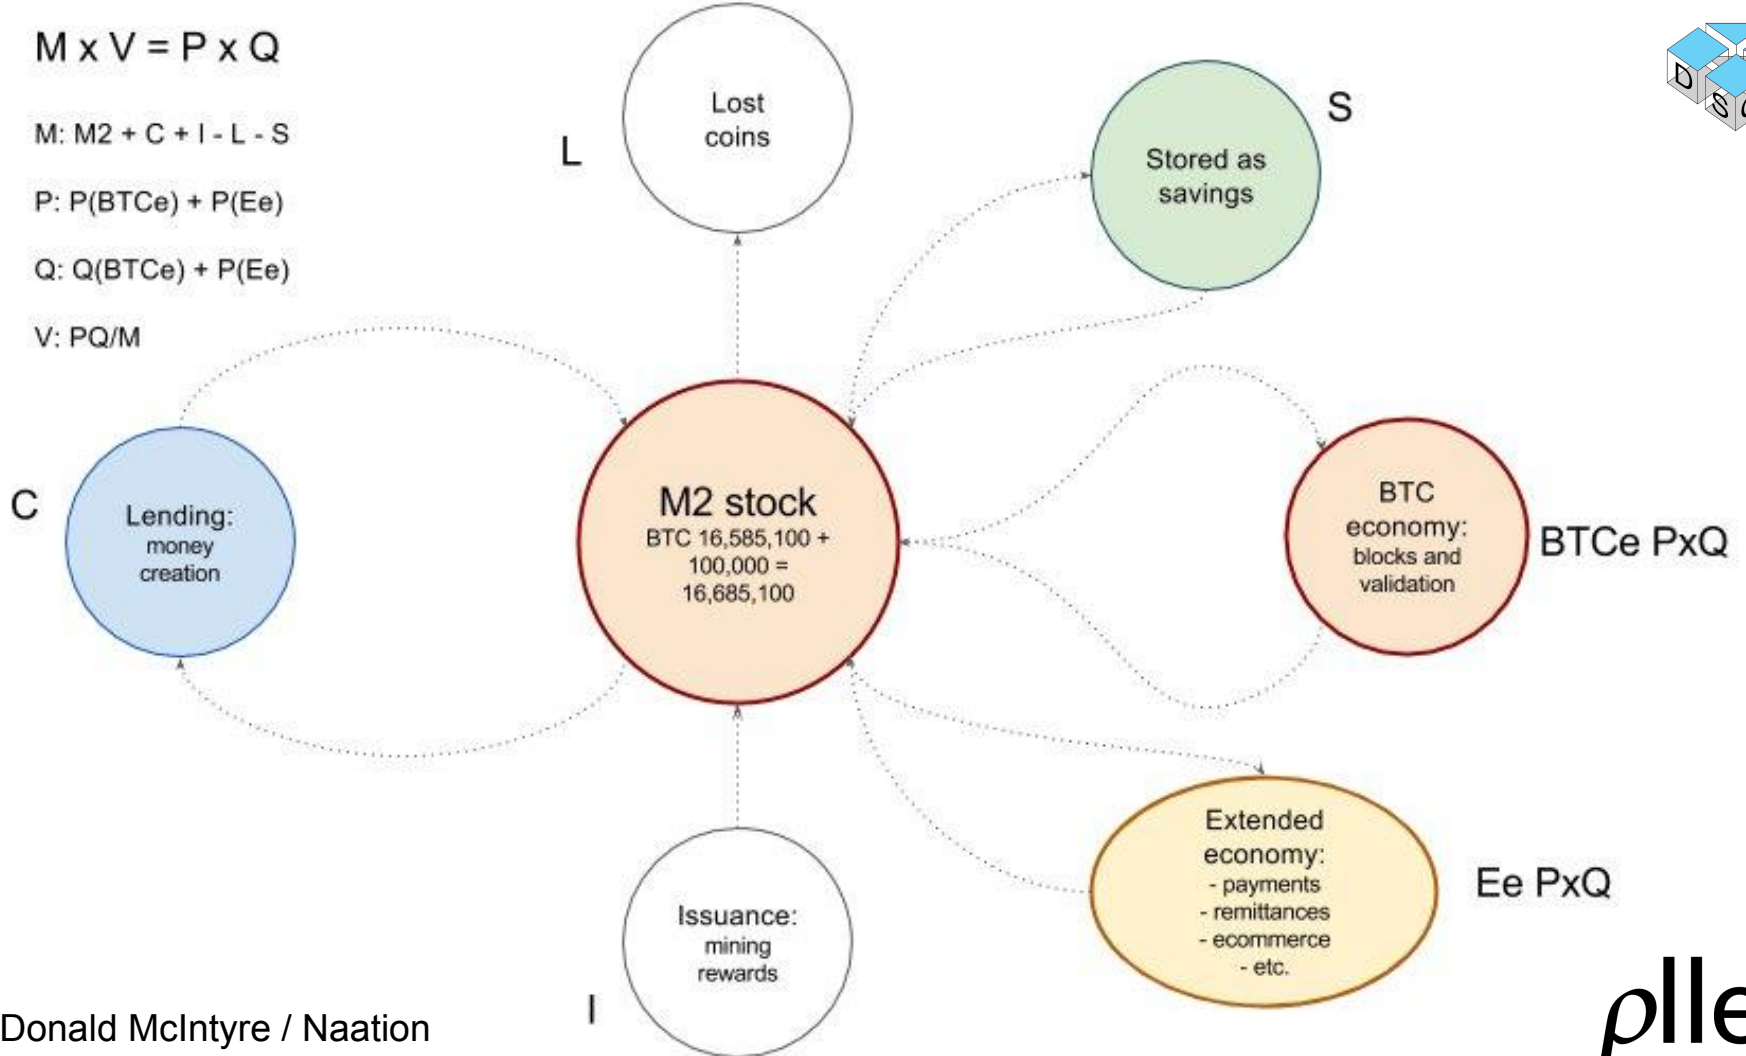 M x V = P x Q
M: M2 + C + I - L - S
P: P(BTCe) + P(Ee)
Q: Q(BTCe) + P(Ee)
V: PQ/M
L
Lost
coins
Stored as
savings
S
D
S
C
Lending:
money
creation
M2 stock
BTC 16,585,100 +
100,000 =
16,685,100
BTC
economy:
blocks and
validation
BTCe PxQ
I
Issuance:
mining
rewards
Extended
economy:
- payments
- remittances
- ecommerce
- etc.
Ee PxQ
Donald McIntyre / Naation